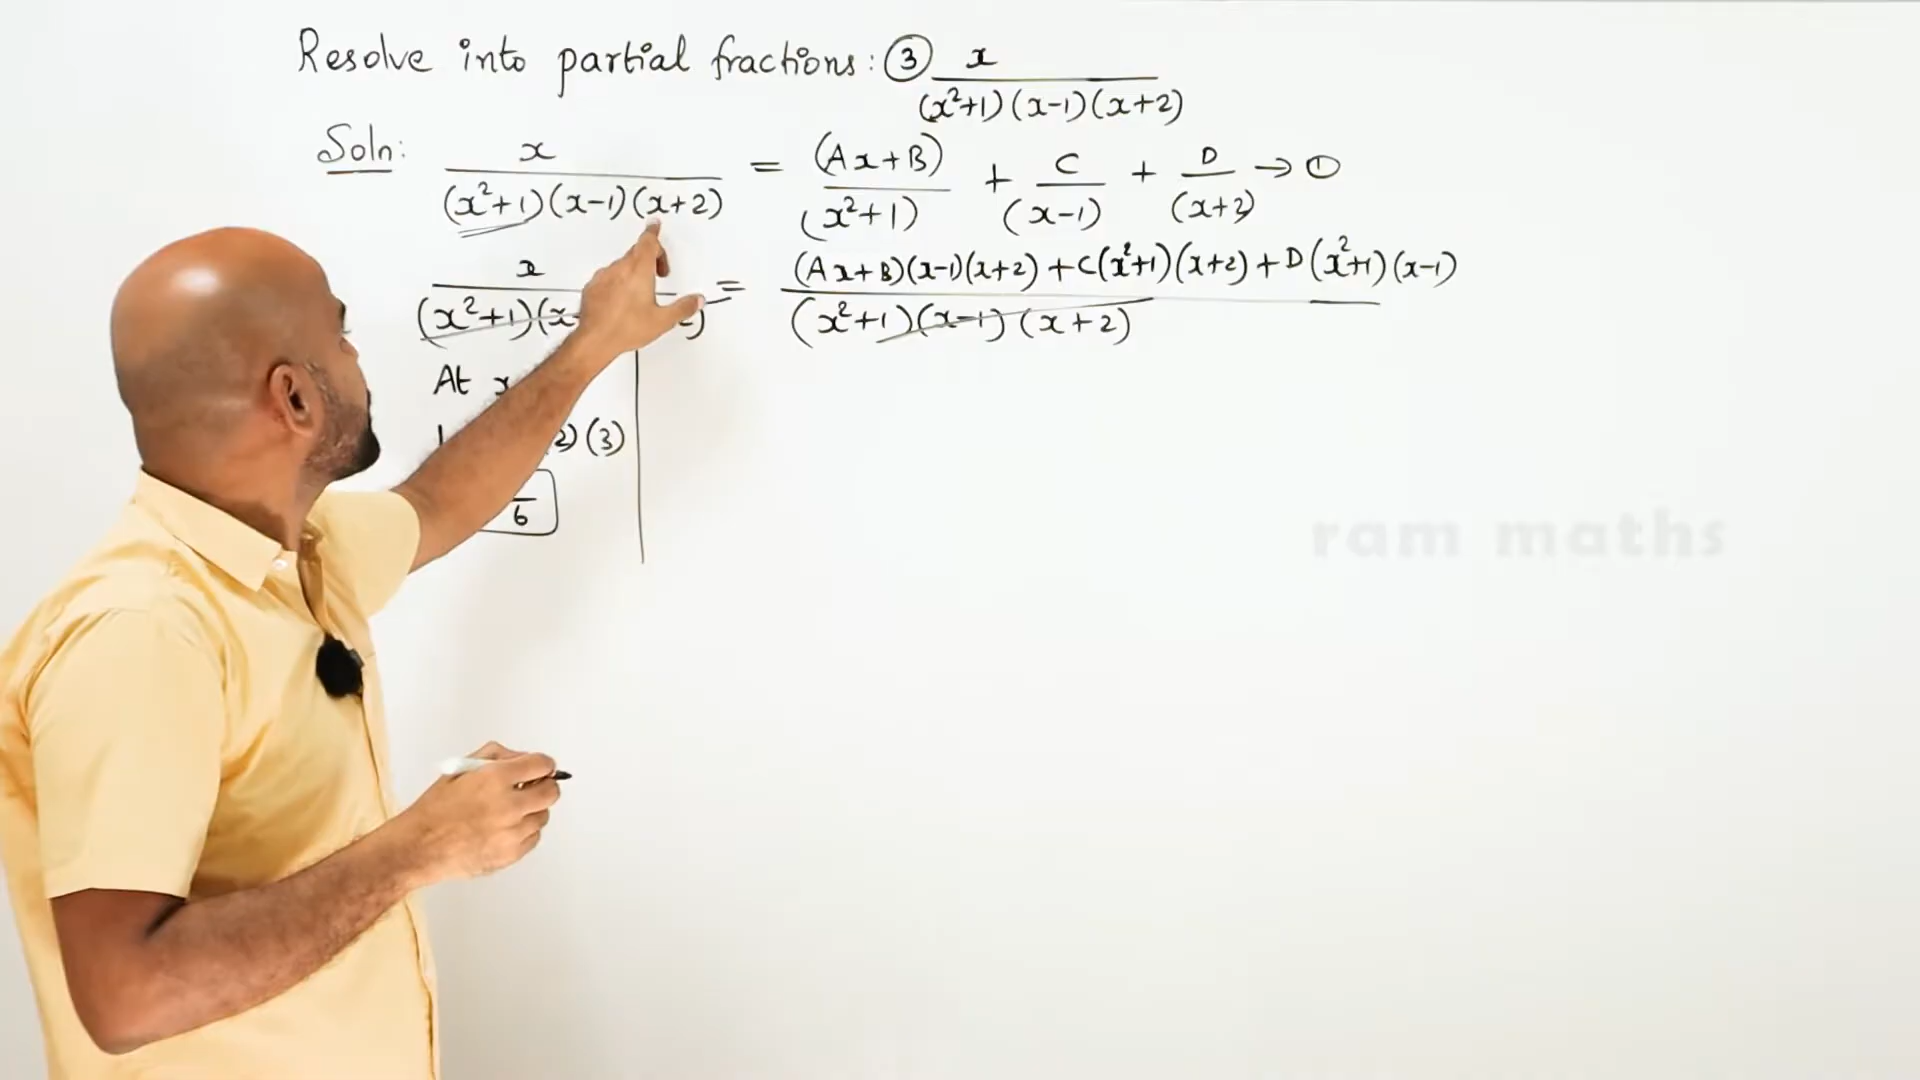 Resolve into partial fractions: ③ x
(x²+1)(x-1)(x+2)
Soln: x = (Ax+B) + C + D → ①
(x²+1)(x-1)(x+2) (x²+1) (x-1) (x+2)
x = (Ax+B)(x-1)(x+2)+C(x²+1)(x+2)+D(x²+1)(x-1)
(x²+1)(x (x²+1)(x-1)(x+2)
At x
)(3)
6
ram maths